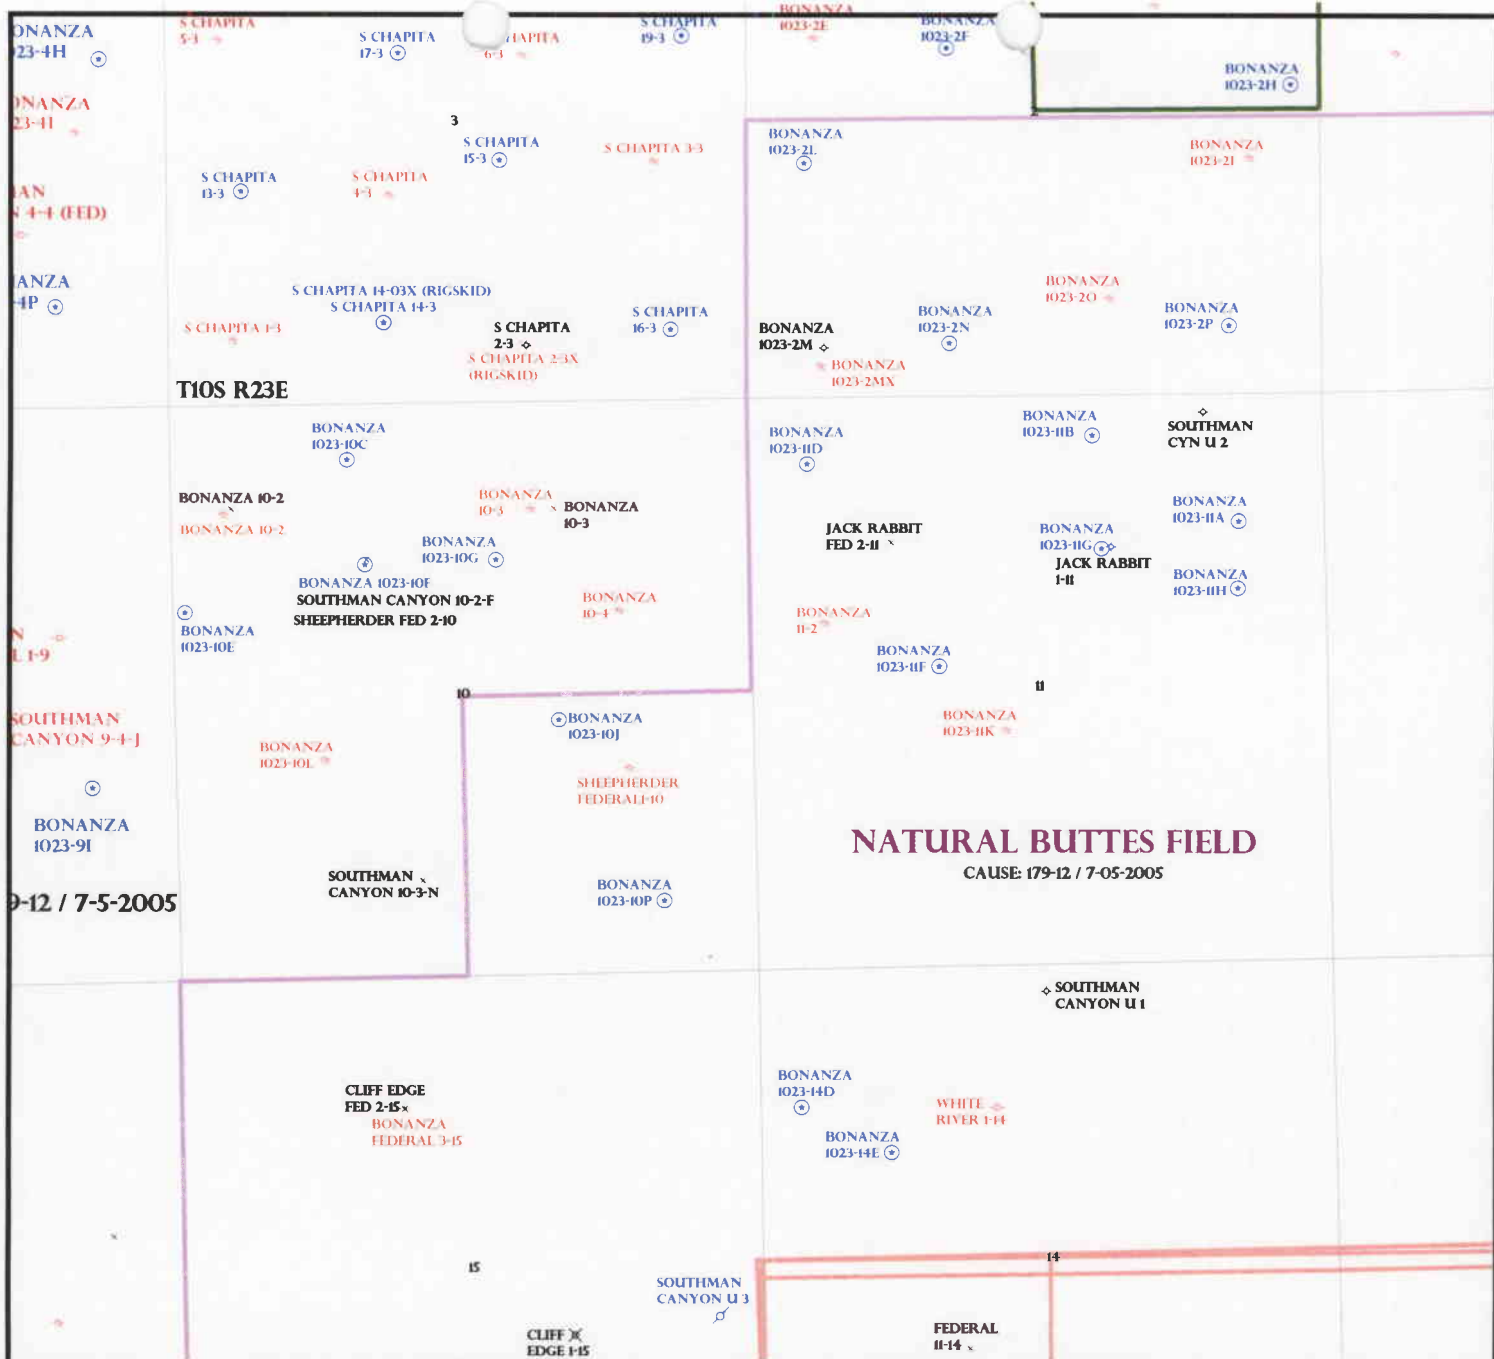 S CHAPITA
5-3
S CHAPITA
17-3
6-3
S CHAPITA
19-3
BONANZA
1023-2E
BONANZA
1023-2F
BONANZA
1023-2H
3
S CHAPITA
15-3
S CHAPITA 3-3
BONANZA
1023-2L
BONANZA
1023-2I
S CHAPITA
13-3
S CHAPITA
4-3
4-4 (FED)
S CHAPITA 14-03X (RIGSKID)
S CHAPITA 14-3
S CHAPITA 1-3
S CHAPITA
2-3
S CHAPITA 2-3X
(RIGSKID)
S CHAPITA
16-3
BONANZA
1023-2M
BONANZA
1023-2MX
BONANZA
1023-2N
BONANZA
1023-2O
BONANZA
1023-2P
T10S R23E
BONANZA
1023-10C
BONANZA
1023-11D
BONANZA
1023-11B
SOUTHMAN
CYN U 2
BONANZA 10-2
BONANZA 10-2
BONANZA
10-3
BONANZA
10-3
BONANZA
1023-11A
JACK RABBIT
FED 2-11
BONANZA
1023-11G
JACK RABBIT
1-11
BONANZA
1023-10G
BONANZA 1023-10F
SOUTHMAN CANYON 10-2-F
SHEEPHERDER FED 2-10
BONANZA
10-4
BONANZA
1023-11H
BONANZA
11-2
BONANZA
1023-10E
1-9
BONANZA
1023-11F
10
11
SOUTHMAN
CANYON 9-4-J
BONANZA
1023-10J
BONANZA
1023-11K
BONANZA
1023-10L
SHEEPHERDER
FEDERAL1-10
BONANZA
1023-9I
NATURAL BUTTES FIELD
CAUSE: 179-12 / 7-05-2005
SOUTHMAN
CANYON 10-3-N
BONANZA
1023-10P
9-12 / 7-5-2005
SOUTHMAN
CANYON U 1
CLIFF EDGE
FED 2-15
BONANZA
FEDERAL 3-15
BONANZA
1023-14D
WHITE
RIVER 1-14
BONANZA
1023-14E
15
14
SOUTHMAN
CANYON U 3
CLIFF
EDGE 1-15
FEDERAL
11-14